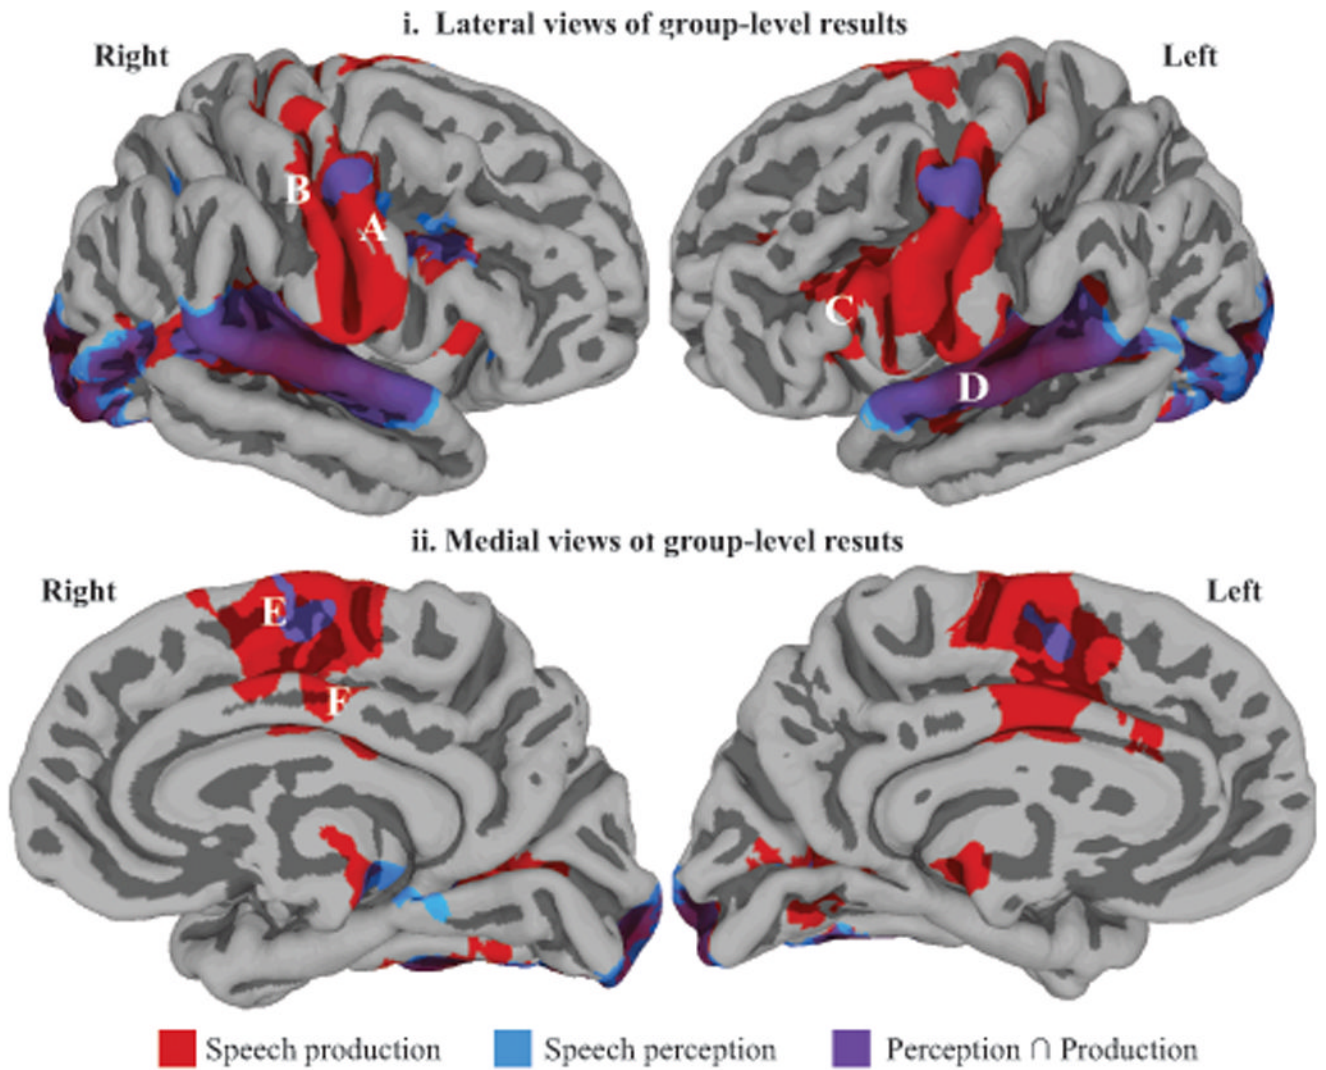 i. Lateral views of group-level results
Right
Left
B
A
C
D
ii. Medial views of group-level resuts
Right
Left
E
F
Speech production
Speech perception
Perception ∩ Production